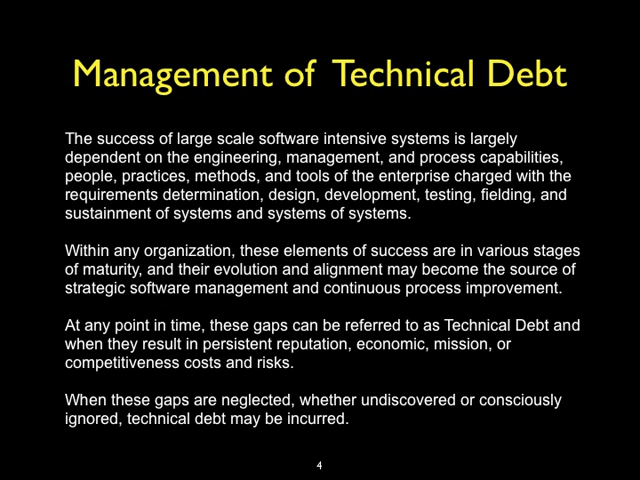 Management of Technical Debt
The success of large scale software intensive systems is largely
dependent on the engineering, management, and process capabilities,
people, practices, methods, and tools of the enterprise charged with the
requirements determination, design, development, testing, fielding, and
sustainment of systems and systems of systems.
Within any organization, these elements of success are in various stages
of maturity, and their evolution and alignment may become the source of
strategic software management and continuous process improvement.
At any point in time, these gaps can be referred to as Technical Debt and
when they result in persistent reputation, economic, mission, or
competitiveness costs and risks.
When these gaps are neglected, whether undiscovered or consciously
ignored, technical debt may be incurred.
4